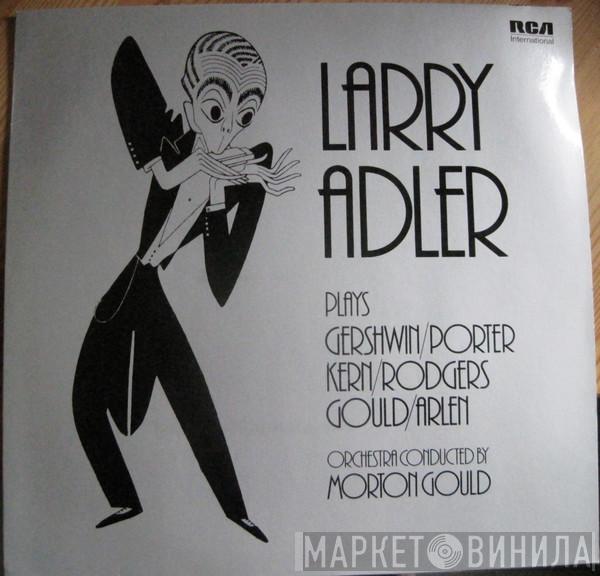 RCA
International
LARRY
ADLER
PLAYS
GERSHWIN/PORTER
KERN/RODGERS
GOULD/ARLEN
ORCHESTRA CONDUCTED BY
MORTON GOULD
МАРКЕТ ВИНИЛА